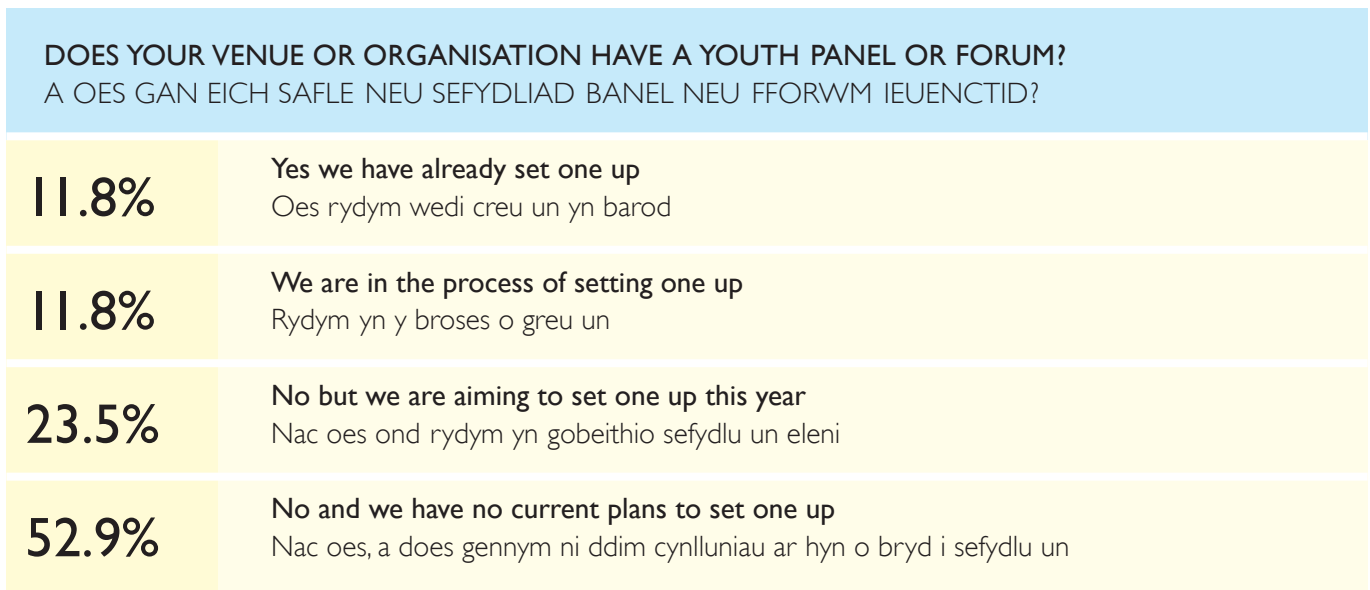 DOES YOUR VENUE OR ORGANISATION HAVE A YOUTH PANEL OR FORUM?
A OES GAN EICH SAFLE NEU SEFYDLIAD BANEL NEU FFORWM IEUENCTID?
11.8%
Yes we have already set one up
Oes rydym wedi creu un yn barod
11.8%
We are in the process of setting one up
Rydym yn y broses o greu un
23.5%
No but we are aiming to set one up this year
Nac oes ond rydym yn gobeithio sefydlu un eleni
52.9%
No and we have no current plans to set one up
Nac oes, a does gennym ni ddim cynlluniau ar hyn o bryd i sefydlu un